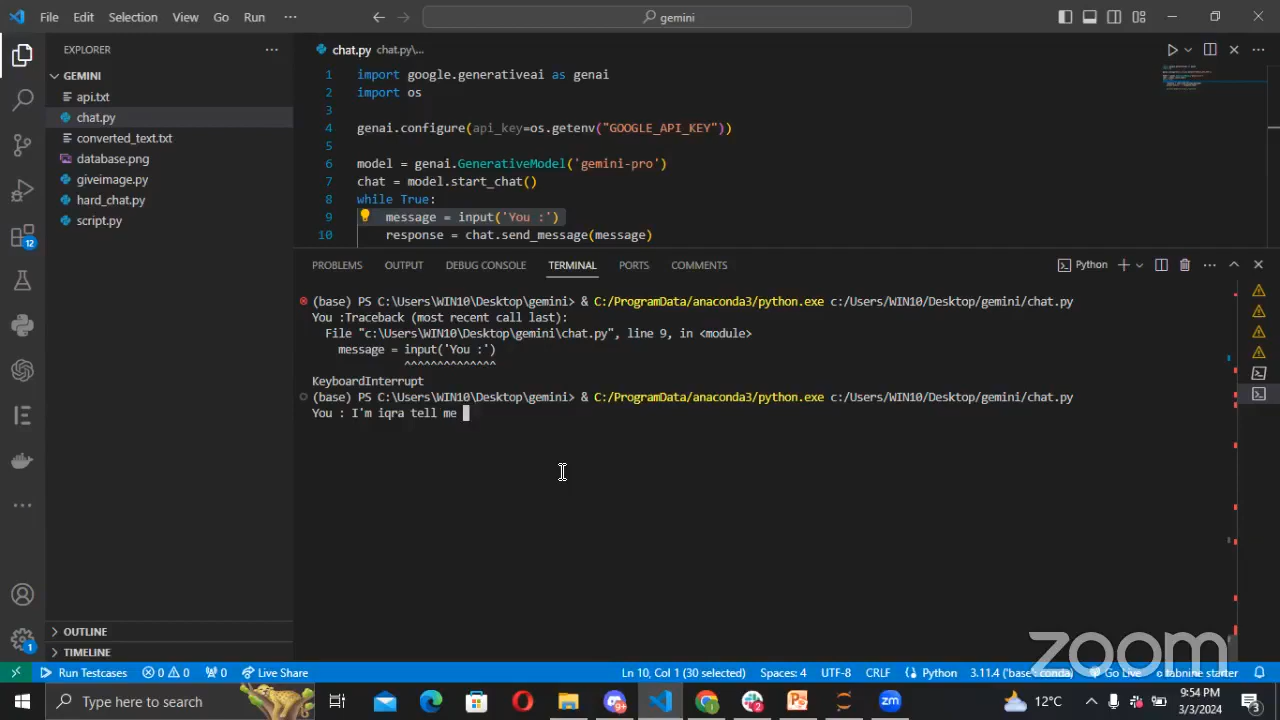 File Edit Selection View Go Run ··· gemini
EXPLORER ···
GEMINI
api.txt
chat.py
converted_text.txt
database.png
giveimage.py
hard_chat.py
script.py
OUTLINE
TIMELINE
12
1
chat.py chat.py\...
1 import google.generativeai as genai
2 import os
3
4 genai.configure(api_key=os.getenv("GOOGLE_API_KEY"))
5
6 model = genai.GenerativeModel('gemini-pro')
7 chat = model.start_chat()
8 while True:
9 message = input('You :')
10 response = chat.send_message(message)
PROBLEMS OUTPUT DEBUG CONSOLE TERMINAL PORTS COMMENTS Python
(base) PS C:\Users\WIN10\Desktop\gemini> & C:/ProgramData/anaconda3/python.exe c:/Users/WIN10/Desktop/gemini/chat.py
You :Traceback (most recent call last):
File "c:\Users\WIN10\Desktop\gemini\chat.py", line 9, in <module>
message = input('You :')
^^^^^^^^^^^^^^
KeyboardInterrupt
(base) PS C:\Users\WIN10\Desktop\gemini> & C:/ProgramData/anaconda3/python.exe c:/Users/WIN10/Desktop/gemini/chat.py
You : I'm iqra tell me
zoom
Run Testcases 0 0 0 Live Share Ln 10, Col 1 (30 selected) Spaces: 4 UTF-8 CRLF Python 3.11.4 ('base': conda) Go Live tabnine starter
Type here to search 9+ 2 zm 12°C 9:54 PM
3/3/2024 3